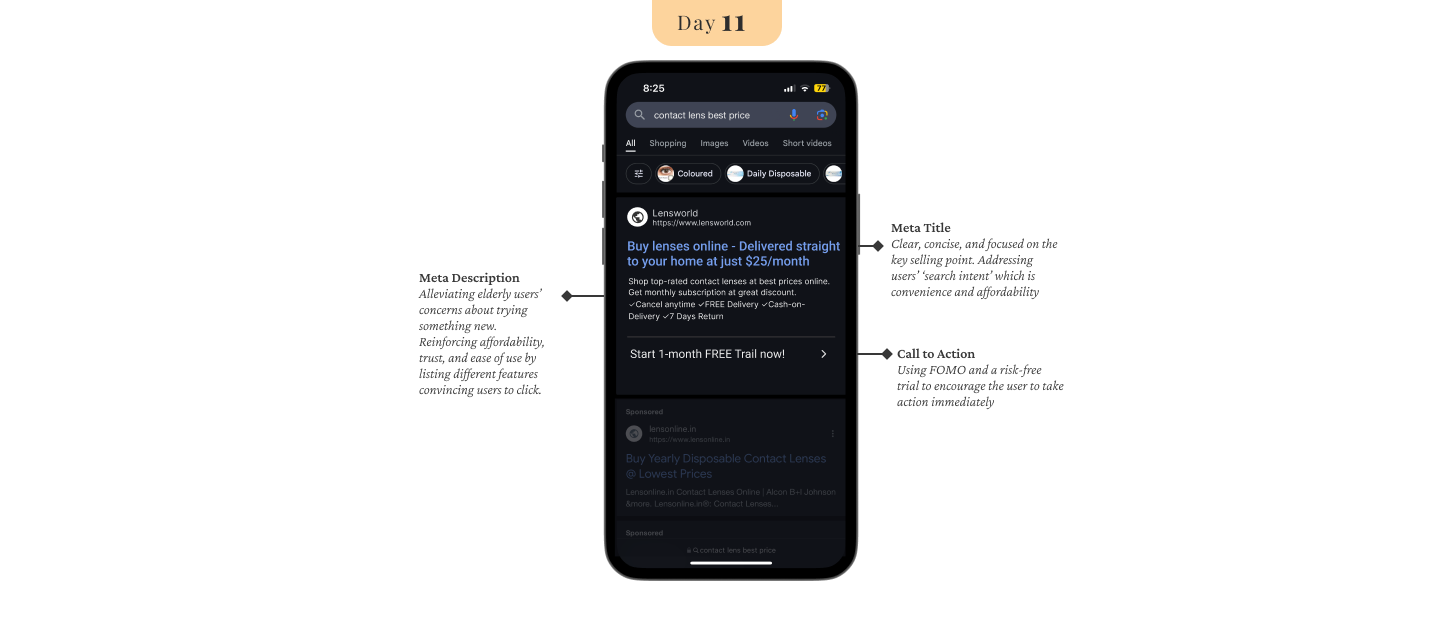 Day 11
8:25
77
contact lens best price
All Shopping Images Videos Short videos
Coloured Daily Disposable
Lensworld
https://www.lensworld.com
Buy lenses online - Delivered straight
to your home at just $25/month
Shop top-rated contact lenses at best prices online.
Get monthly subscription at great discount.
✓Cancel anytime ✓FREE Delivery ✓Cash-on-
Delivery ✓7 Days Return
Start 1-month FREE Trail now!
Sponsored
lensonline.in
https://www.lensonline.in
Buy Yearly Disposable Contact Lenses
@ Lowest Prices
Lensonline.in Contact Lenses Online | Alcon B+l Johnson
&more. Lensonline.in®: Contact Lenses...
Sponsored
contact lens best price
Meta Description
Alleviating elderly users’
concerns about trying
something new.
Reinforcing affordability,
trust, and ease of use by
listing different features
convincing users to click.
Meta Title
Clear, concise, and focused on the
key selling point. Addressing
users’ ‘search intent’ which is
convenience and affordability
Call to Action
Using FOMO and a risk-free
trial to encourage the user to take
action immediately